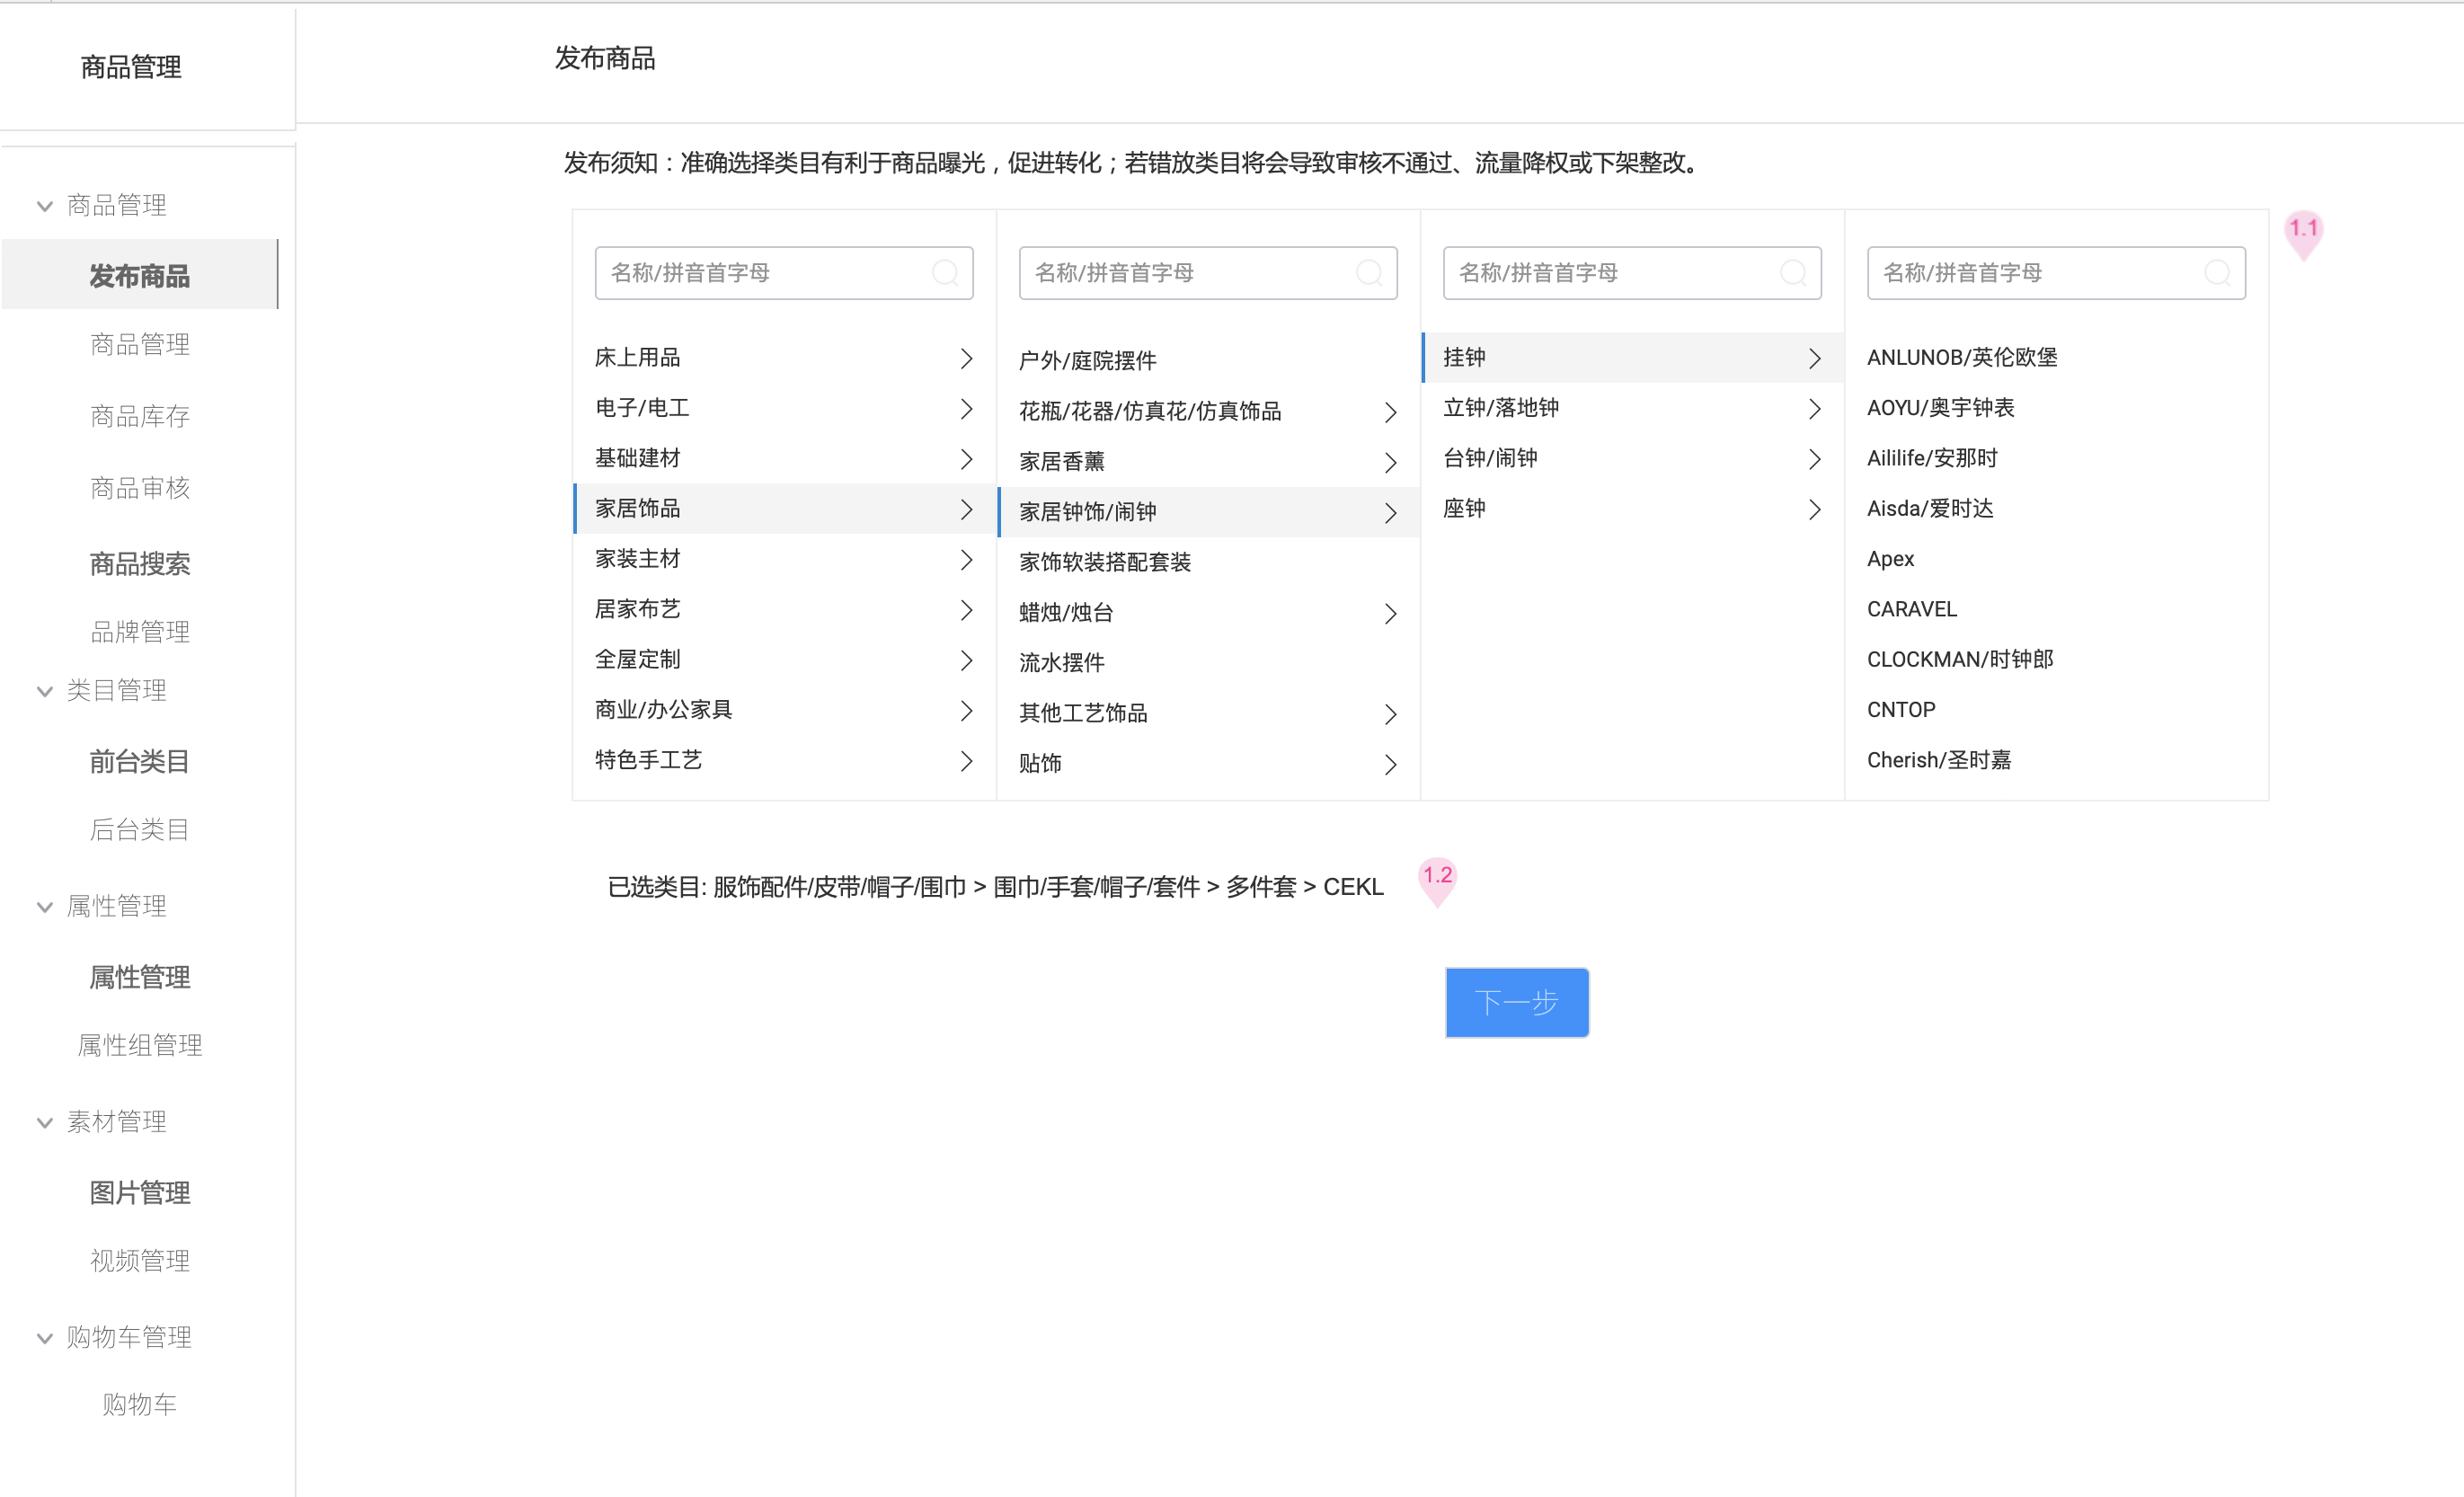 商品管理
发布商品
商品管理
发布商品
商品管理
商品库存
商品审核
商品搜索
品牌管理
类目管理
前台类目
后台类目
属性管理
属性管理
属性组管理
素材管理
图片管理
视频管理
购物车管理
购物车
发布须知：准确选择类目有利于商品曝光，促进转化；若错放类目将会导致审核不通过、流量降权或下架整改。
1.1
名称/拼音首字母
床上用品
电子/电工
基础建材
家居饰品
家装主材
居家布艺
全屋定制
商业/办公家具
特色手工艺
名称/拼音首字母
户外/庭院摆件
花瓶/花器/仿真花/仿真饰品
家居香薰
家居钟饰/闹钟
家饰软装搭配套装
蜡烛/烛台
流水摆件
其他工艺饰品
贴饰
名称/拼音首字母
挂钟
立钟/落地钟
台钟/闹钟
座钟
名称/拼音首字母
ANLUNOB/英伦欧堡
AOYU/奥宇钟表
Aililife/安那时
Aisda/爱时达
Apex
CARAVEL
CLOCKMAN/时钟郎
CNTOP
Cherish/圣时嘉
已选类目: 服饰配件/皮带/帽子/围巾 > 围巾/手套/帽子/套件 > 多件套 > CEKL
1.2
下一步